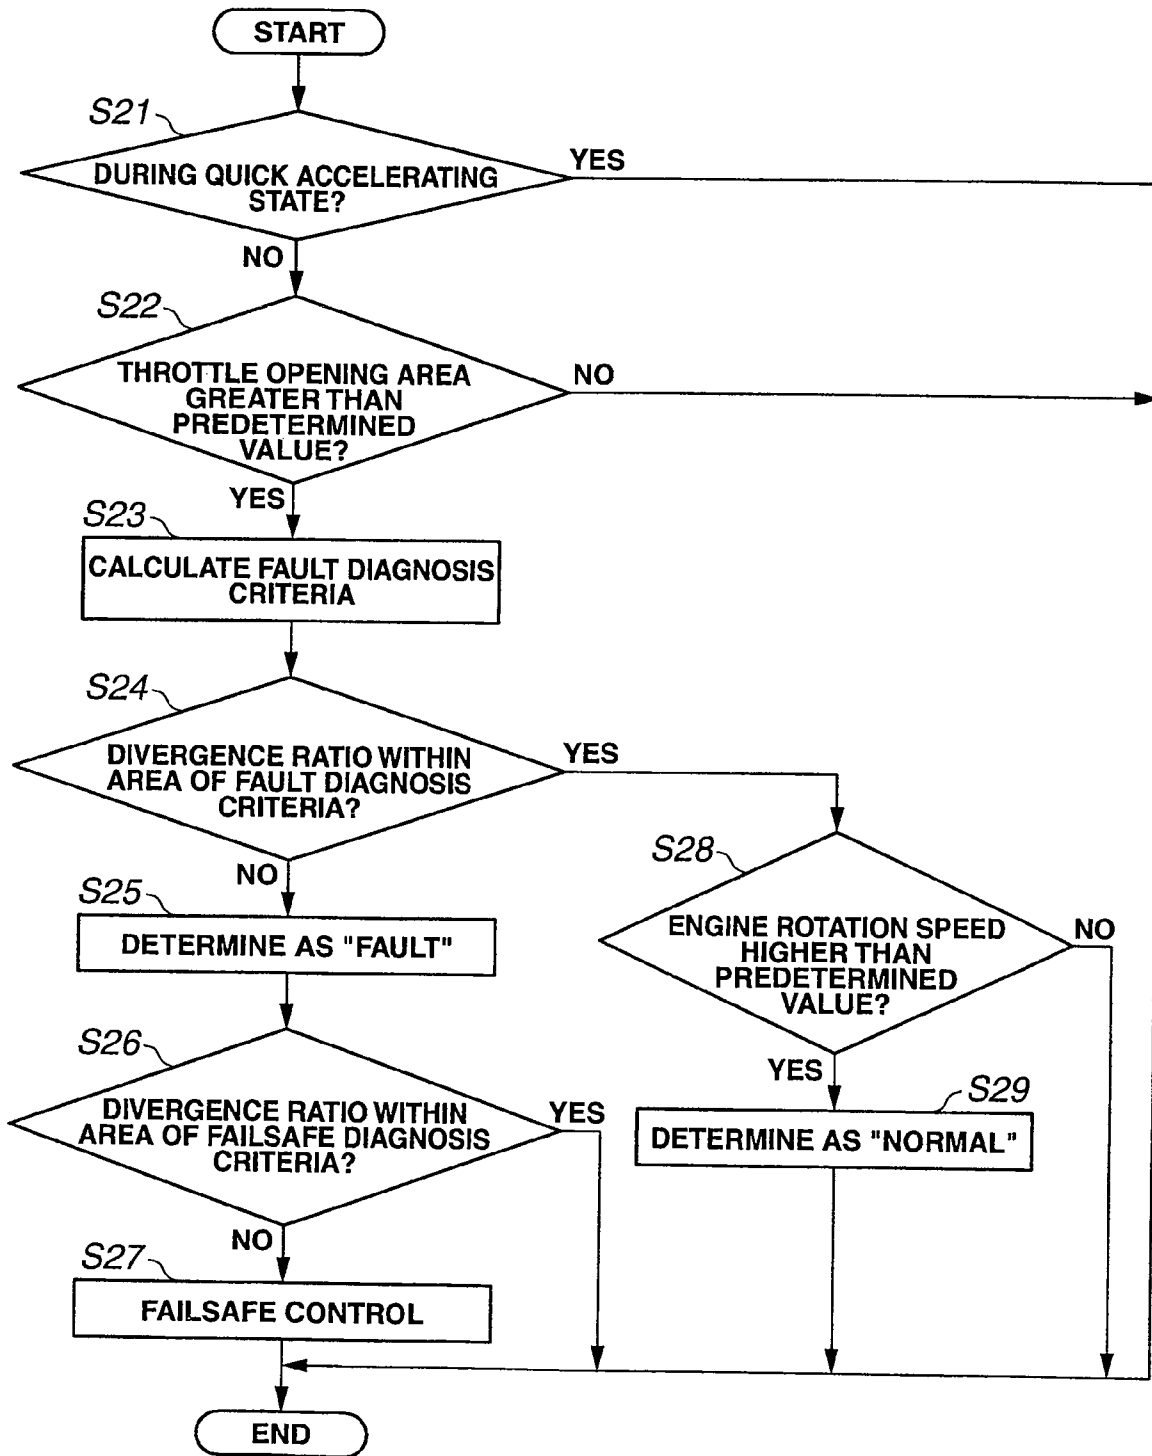 START
S21
DURING QUICK ACCELERATING
STATE?
YES
NO
S22
THROTTLE OPENING AREA
GREATER THAN
PREDETERMINED
VALUE?
NO
YES
S23
CALCULATE FAULT DIAGNOSIS
CRITERIA
S24
DIVERGENCE RATIO WITHIN
AREA OF FAULT DIAGNOSIS
CRITERIA?
YES
NO
S25
DETERMINE AS "FAULT"
S28
ENGINE ROTATION SPEED
HIGHER THAN
PREDETERMINED
VALUE?
NO
YES
S26
DIVERGENCE RATIO WITHIN
AREA OF FAILSAFE DIAGNOSIS
CRITERIA?
YES
NO
S29
DETERMINE AS "NORMAL"
S27
FAILSAFE CONTROL
END